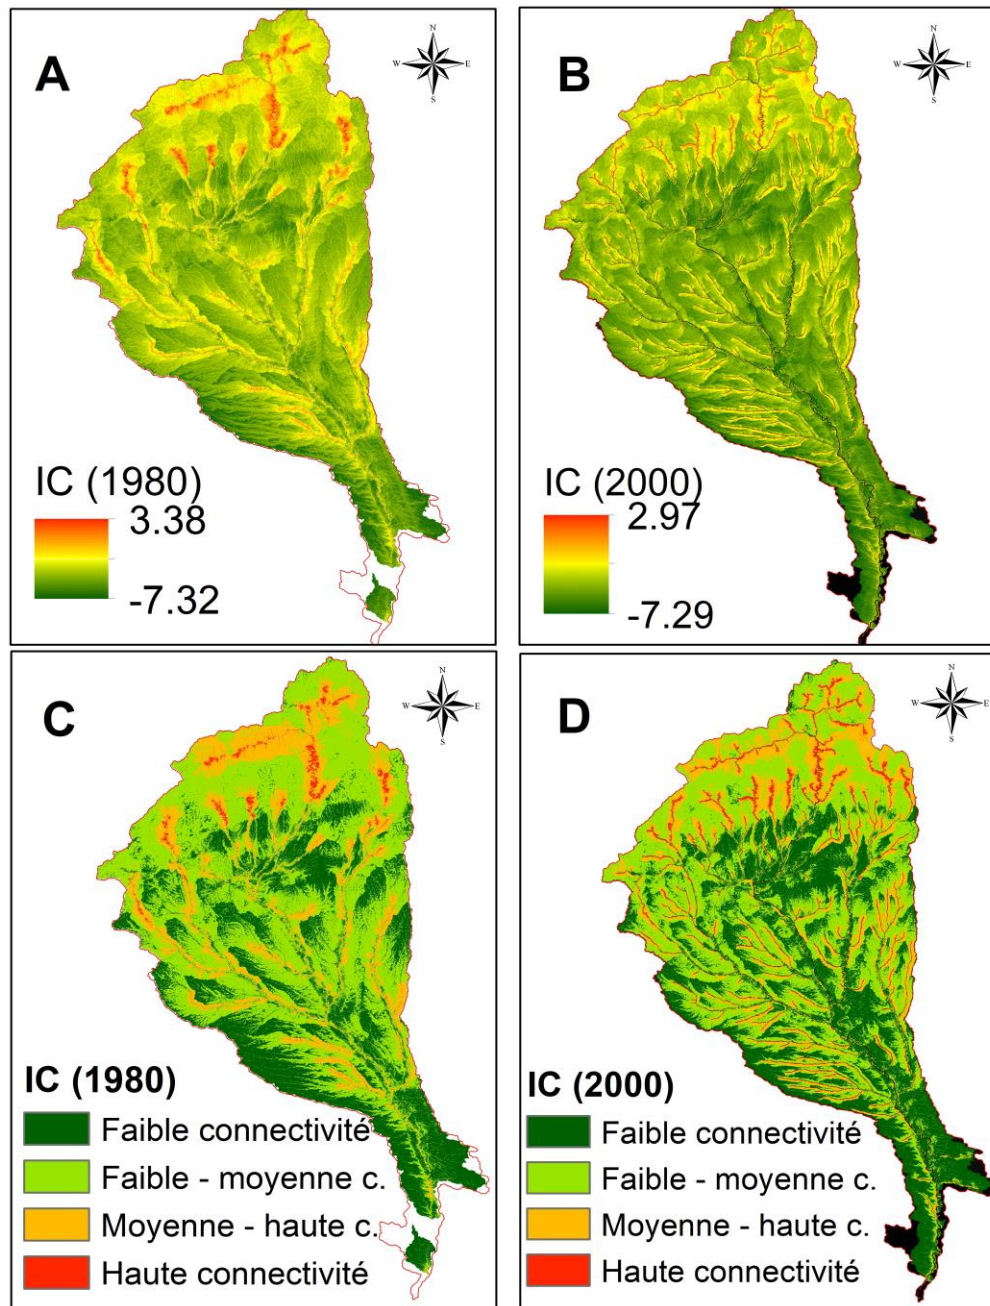 A
N
W
E
S
IC (1980)
3.38
-7.32
B
N
W
E
S
IC (2000)
2.97
-7.29
C
N
W
E
S
IC (1980)
Faible connectivité
Faible - moyenne c.
Moyenne - haute c.
Haute connectivité
D
N
W
E
S
IC (2000)
Faible connectivité
Faible - moyenne c.
Moyenne - haute c.
Haute connectivité